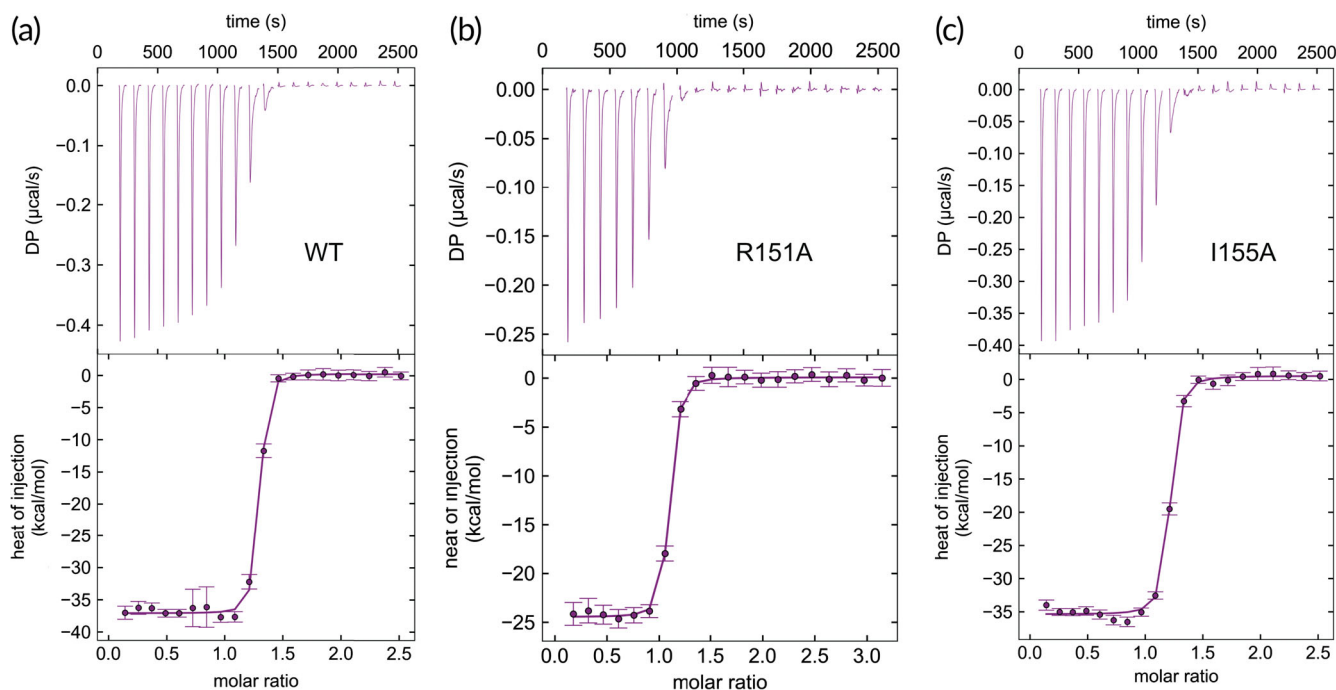 (a)
time (s)
0 500 1000 1500 2000 2500
0.0
−0.1
−0.2
−0.3
−0.4
DP (µcal/s)
WT
0
−5
−10
−15
−20
−25
−30
−35
−40
heat of injection
(kcal/mol)
0.0 0.5 1.0 1.5 2.0 2.5
molar ratio
(b)
time (s)
0 500 1000 1500 2000 2500
0.00
−0.05
−0.10
−0.15
−0.20
−0.25
DP (µcal/s)
R151A
0
−5
−10
−15
−20
−25
neat of injection
(kcal/mol)
0.0 0.5 1.0 1.5 2.0 2.5 3.0
molar ratio
(c)
time (s)
0 500 1000 1500 2000 2500
0.00
−0.05
−0.10
−0.15
−0.20
−0.25
−0.30
−0.35
−0.40
DP (µcal/s)
I155A
0
−5
−10
−15
−20
−25
−30
−35
heat of injection
(kcal/mol)
0.0 0.5 1.0 1.5 2.0 2.5
molar ratio